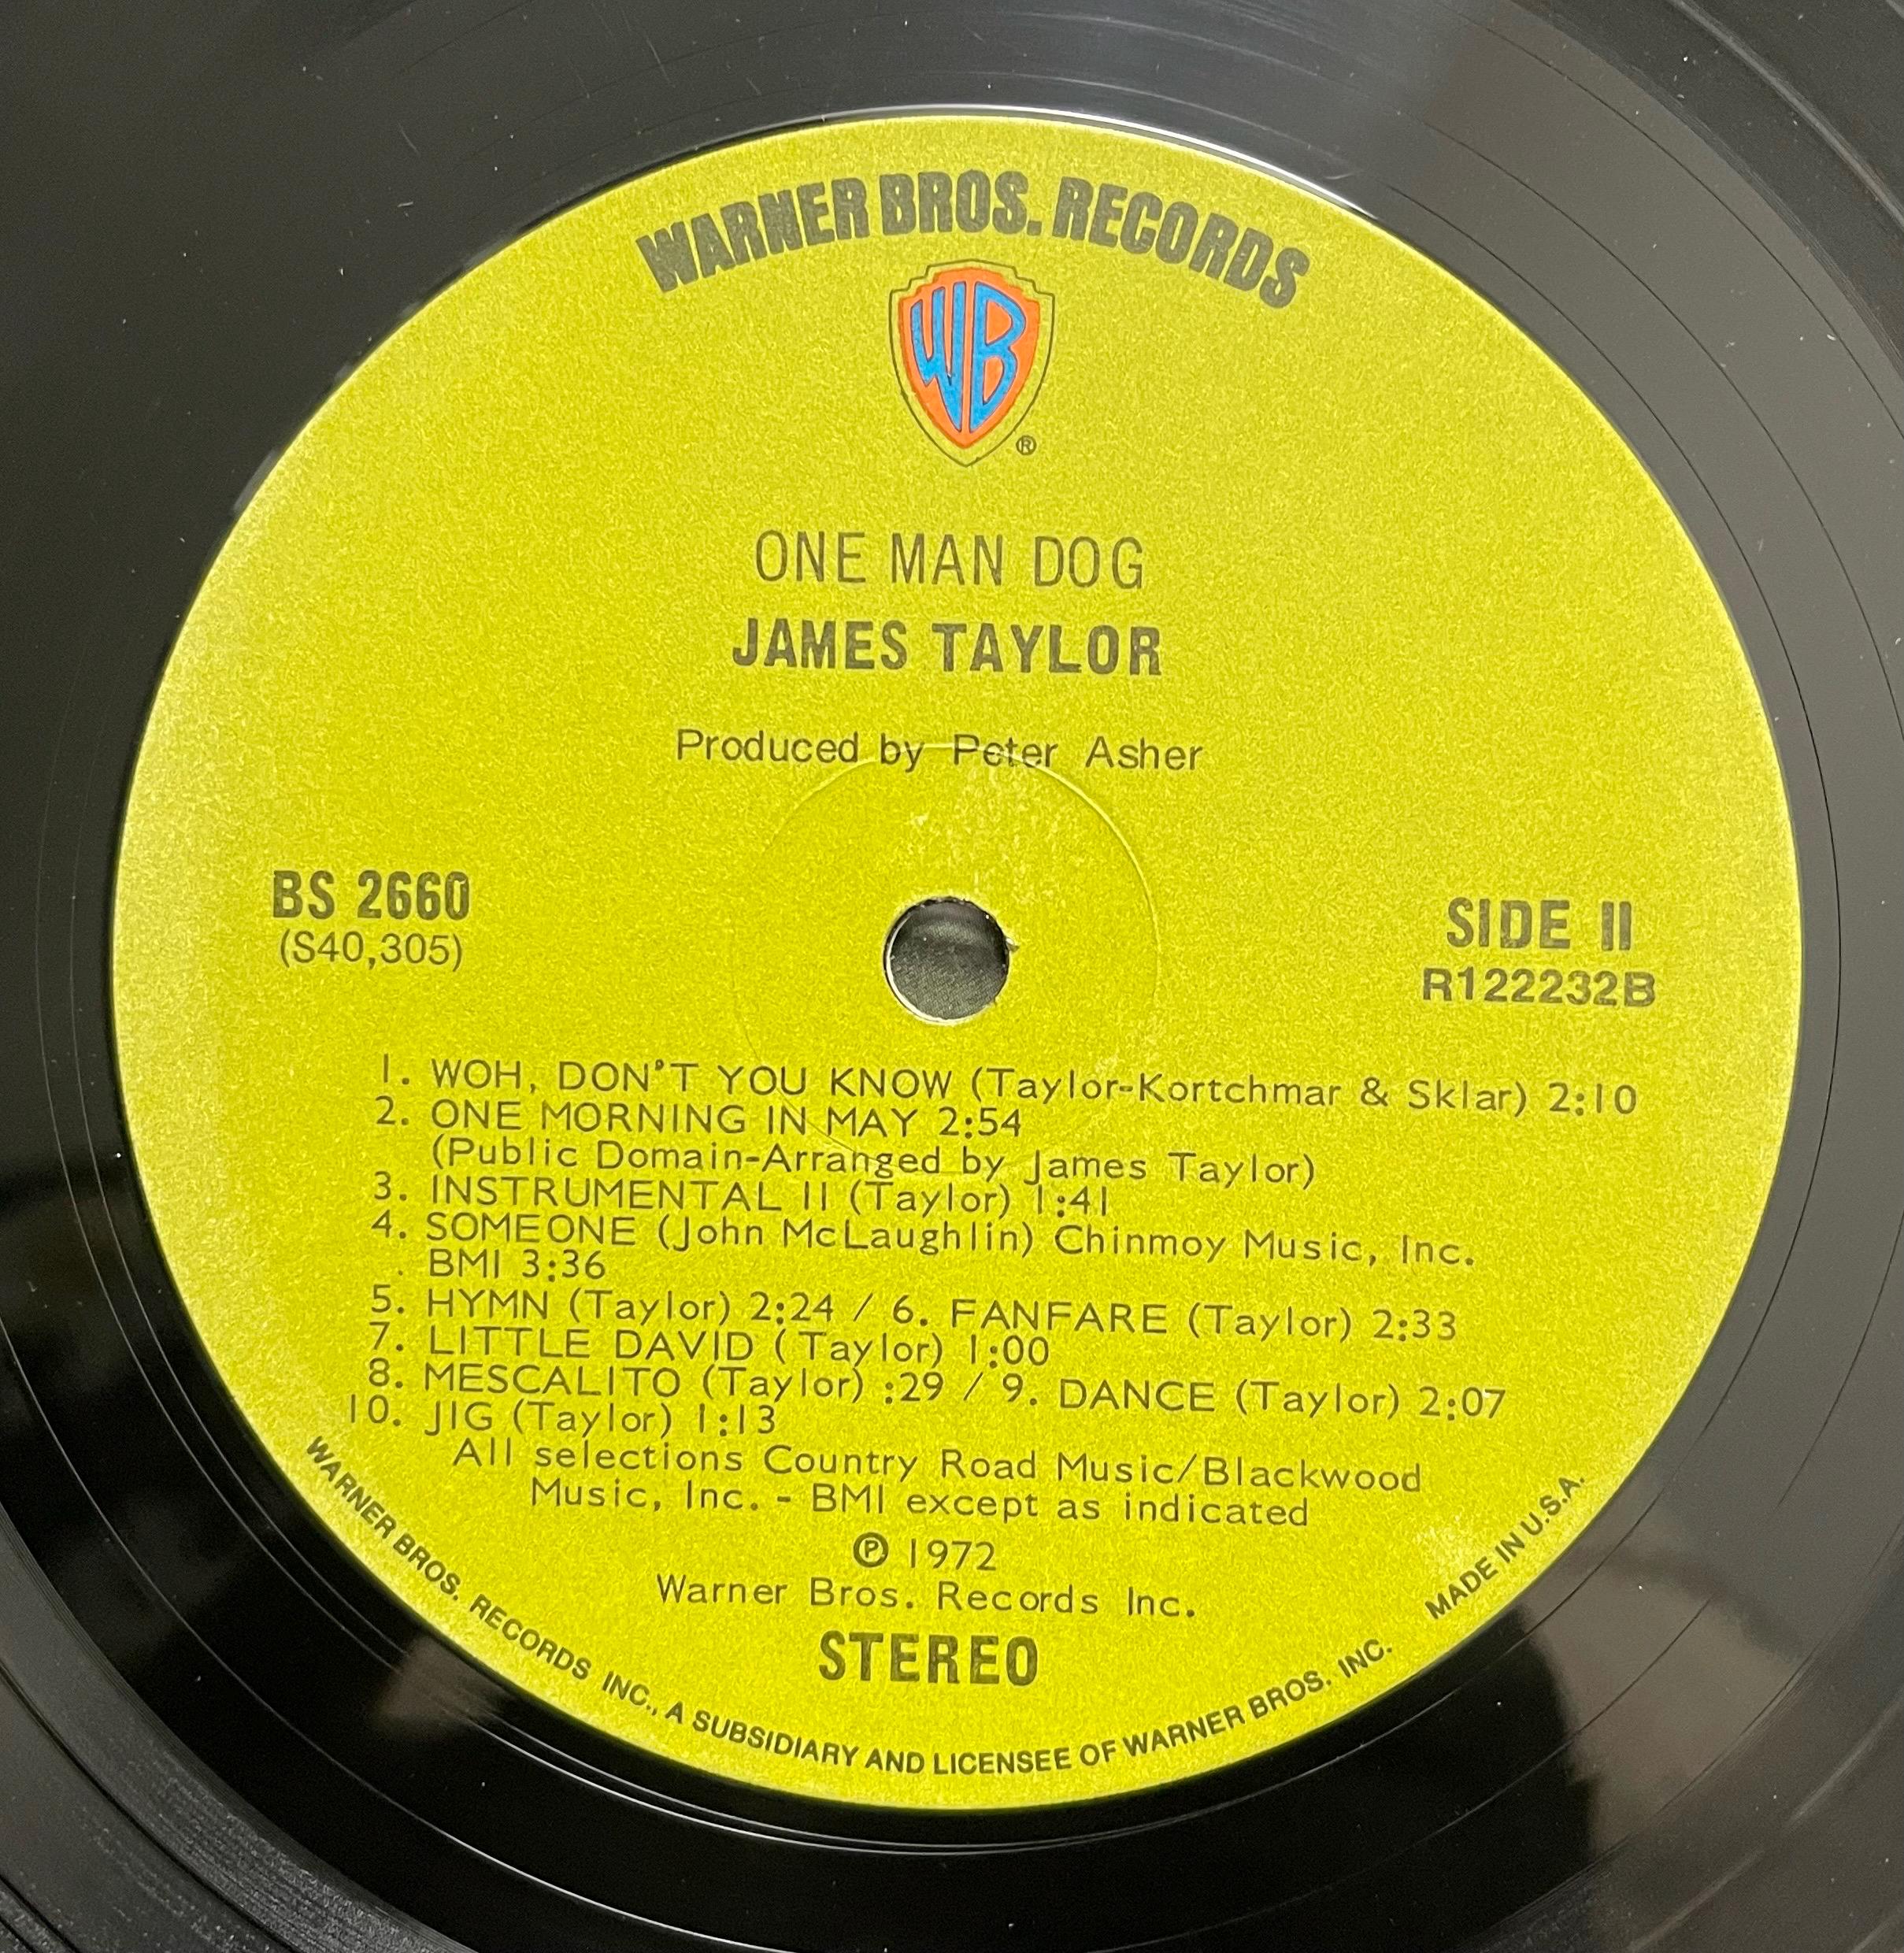 WARNER BROS. RECORDS
WB
®
ONE MAN DOG
JAMES TAYLOR
Produced by Peter Asher
BS 2660
(S40,305)
SIDE II
R122232B
1. WOH, DON'T YOU KNOW (Taylor-Kortchmar & Sklar) 2:10
2. ONE MORNING IN MAY 2:54
(Public Domain-Arranged by James Taylor)
3. INSTRUMENTAL II (Taylor) 1:41
4. SOMEONE (John McLaughlin) Chinmoy Music, Inc.
BMI 3:36
5. HYMN (Taylor) 2:24 / 6. FANFARE (Taylor) 2:33
7. LITTLE DAVID (Taylor) 1:00
8. MESCALITO (Taylor) :29 / 9. DANCE (Taylor) 2:07
10. JIG (Taylor) 1:13
All selections Country Road Music/Blackwood
Music, Inc. - BMI except as indicated
℗ 1972
Warner Bros. Records Inc.
STEREO
WARNER BROS. RECORDS INC., A SUBSIDIARY AND LICENSEE OF WARNER BROS. INC. MADE IN U.S.A.